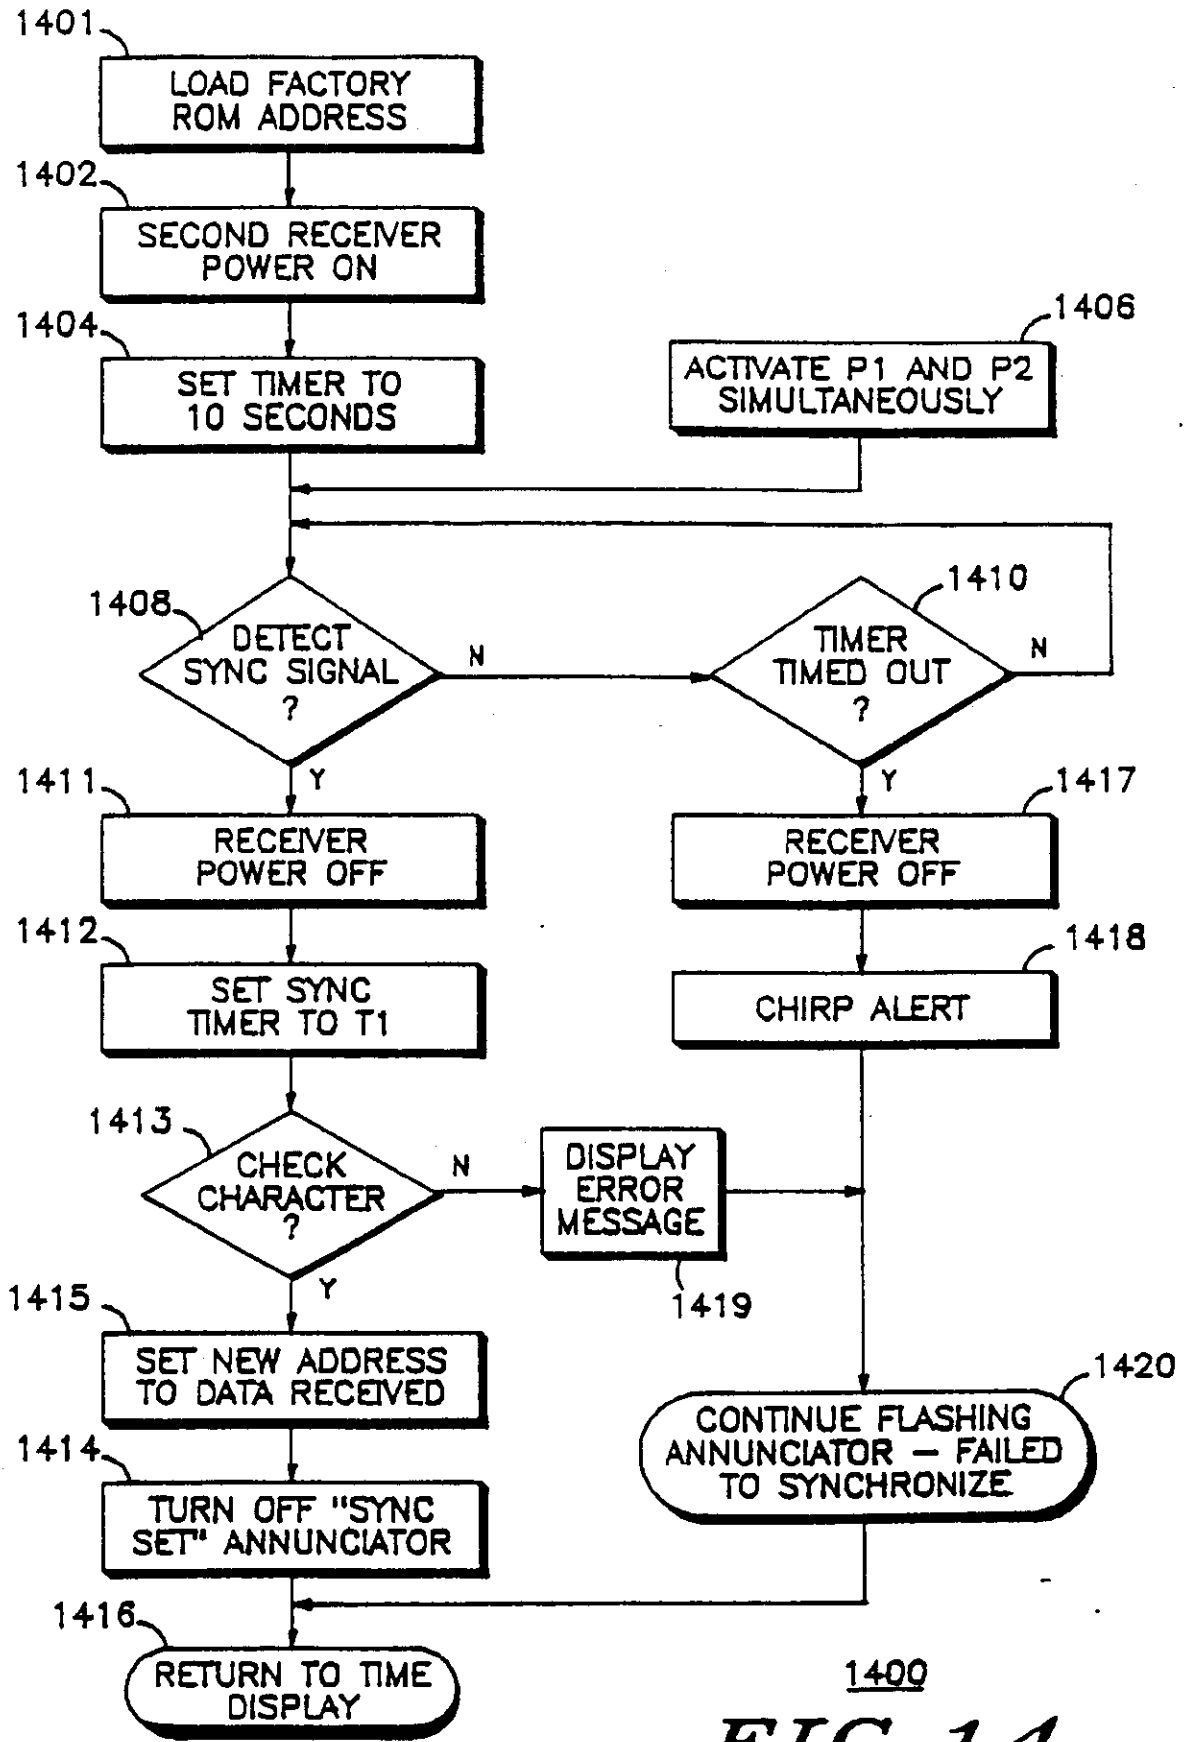 1401
LOAD FACTORY
ROM ADDRESS
1402
SECOND RECEIVER
POWER ON
1404
SET TIMER TO
10 SECONDS
1406
ACTIVATE P1 AND P2
SIMULTANEOUSLY
1408
DETECT
SYNC SIGNAL
?
N
Y
1410
TIMER
TIMED OUT
?
N
Y
1411
RECEIVER
POWER OFF
1417
RECEIVER
POWER OFF
1412
SET SYNC
TIMER TO T1
1418
CHIRP ALERT
1413
CHECK
CHARACTER
?
N
Y
DISPLAY
ERROR
MESSAGE
1419
1415
SET NEW ADDRESS
TO DATA RECEIVED
1420
CONTINUE FLASHING
ANNUNCIATOR — FAILED
TO SYNCHRONIZE
1414
TURN OFF "SYNC
SET" ANNUNCIATOR
1416
RETURN TO TIME
DISPLAY
1400
FIG. 14